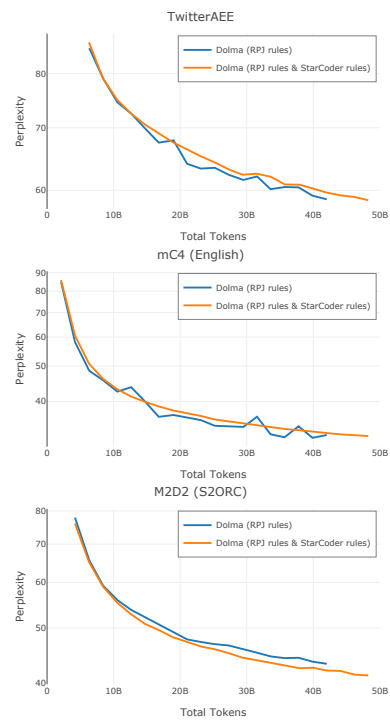 TwitterAEE
Dolma (RPJ rules)
Dolma (RPJ rules & StarCoder rules)
80
70
60
Perplexity
0 10B 20B 30B 40B 50B
Total Tokens
mC4 (English)
Dolma (RPJ rules)
Dolma (RPJ rules & StarCoder rules)
90
80
70
60
50
40
Perplexity
0 10B 20B 30B 40B 50B
Total Tokens
M2D2 (S2ORC)
Dolma (RPJ rules)
Dolma (RPJ rules & StarCoder rules)
80
70
60
50
40
Perplexity
0 10B 20B 30B 40B 50B
Total Tokens